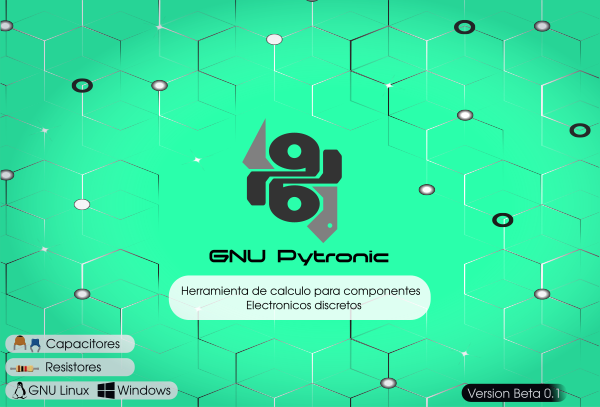 GNU Pytronic
Herramienta de calculo para componentes
Electronicos discretos
Capacitores
Resistores
GNU Linux Windows
Version Beta 0.1